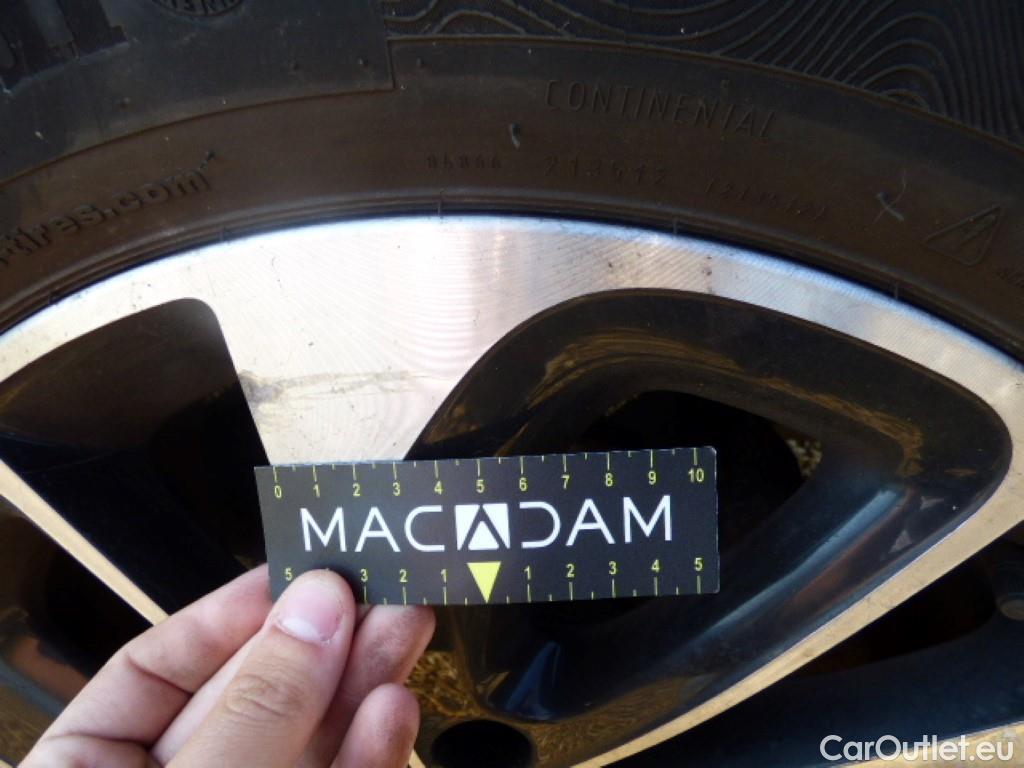 CONTINENTAL
-tires.com
213512
0 1 2 3 4 5 6 7 8 9 10
MACADAM
5 3 2 1 1 2 3 4 5
CarOutlet.eu